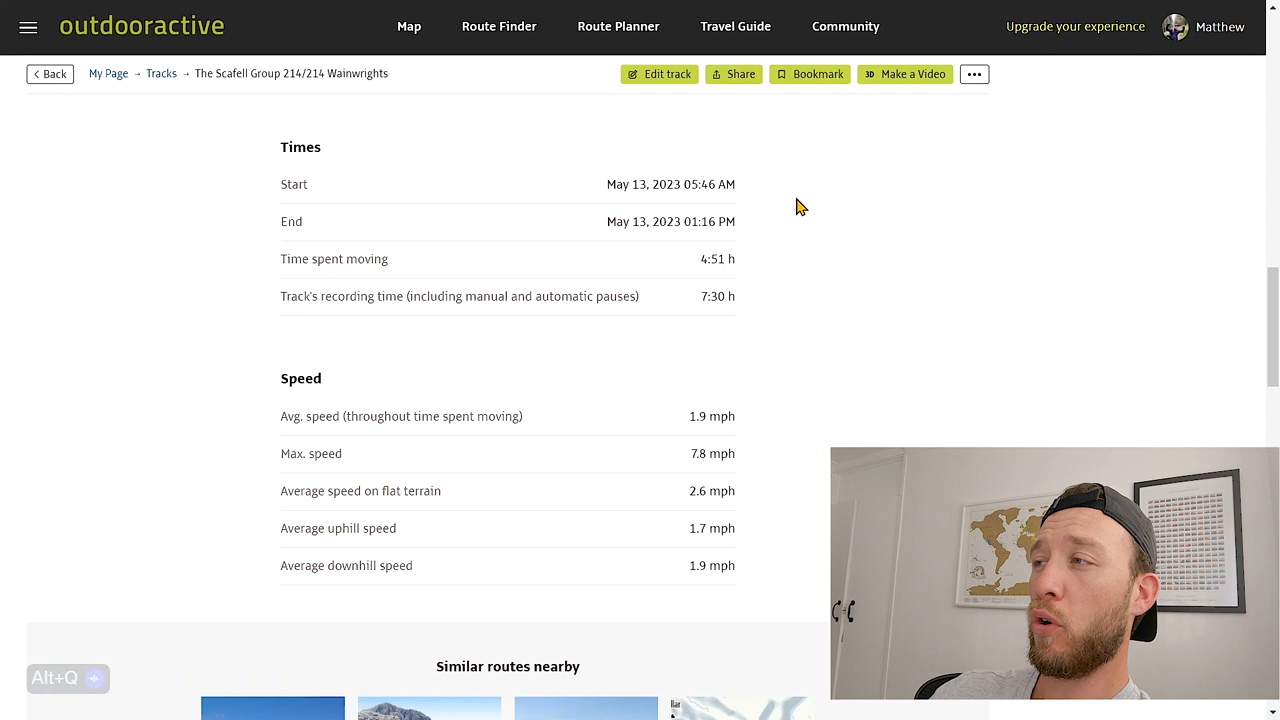 outdooractive
Map
Route Finder
Route Planner
Travel Guide
Community
Upgrade your experience
Matthew
Back
My Page → Tracks → The Scafell Group 214/214 Wainwrights
Edit track
Share
Bookmark
3D Make a Video
Times
Start May 13, 2023 05:46 AM
End May 13, 2023 01:16 PM
Time spent moving 4:51 h
Track's recording time (including manual and automatic pauses) 7:30 h
Speed
Avg. speed (throughout time spent moving) 1.9 mph
Max. speed 7.8 mph
Average speed on flat terrain 2.6 mph
Average uphill speed 1.7 mph
Average downhill speed 1.9 mph
Similar routes nearby
Alt+Q